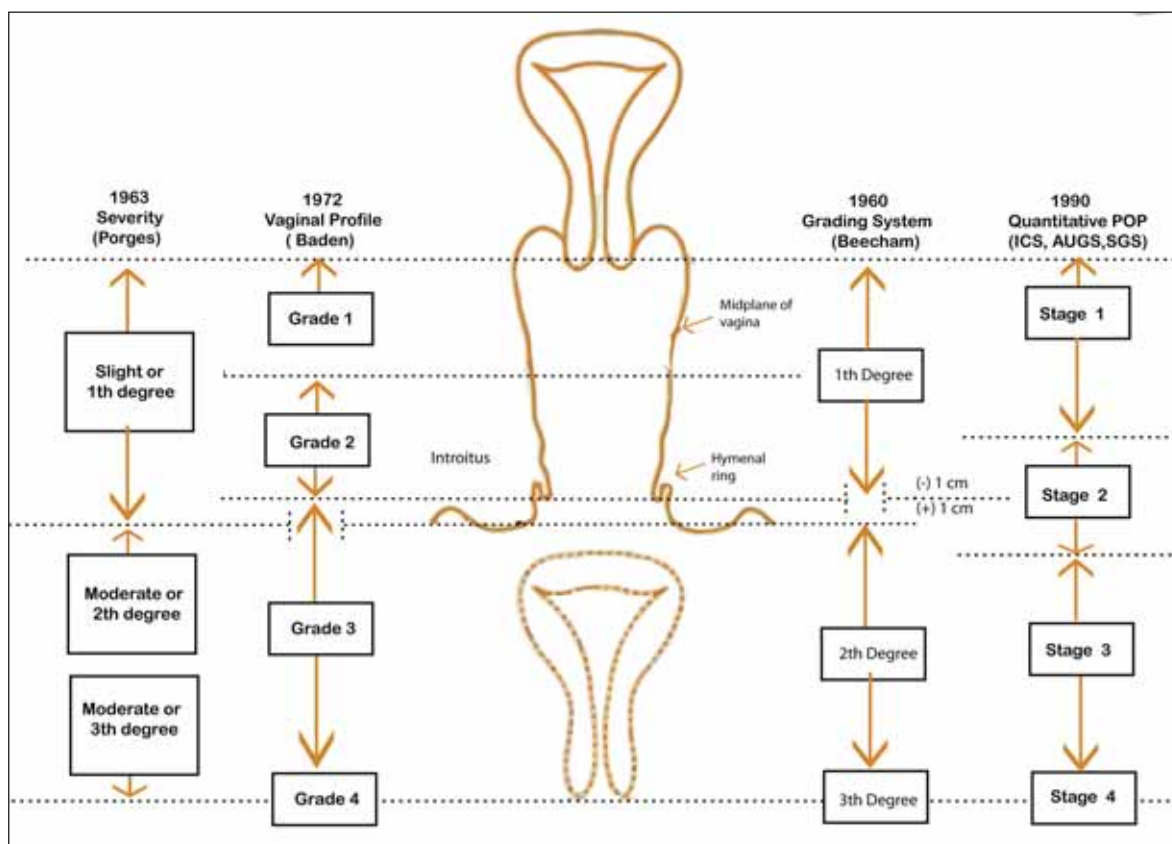 1963
Severity
(Porges)
1972
Vaginal Profile
( Baden)
1960
Grading System
(Beecham)
1990
Quantitative POP
(ICS, AUGS,SGS)
Grade 1
Stage 1
Midplane of
vagina
Slight or
1th degree
1th Degree
Grade 2
Introitus
Hymenal
ring
(-) 1 cm
(+) 1 cm
Stage 2
Moderate or
2th degree
Grade 3
2th Degree
Stage 3
Moderate or
3th degree
Grade 4
3th Degree
Stage 4